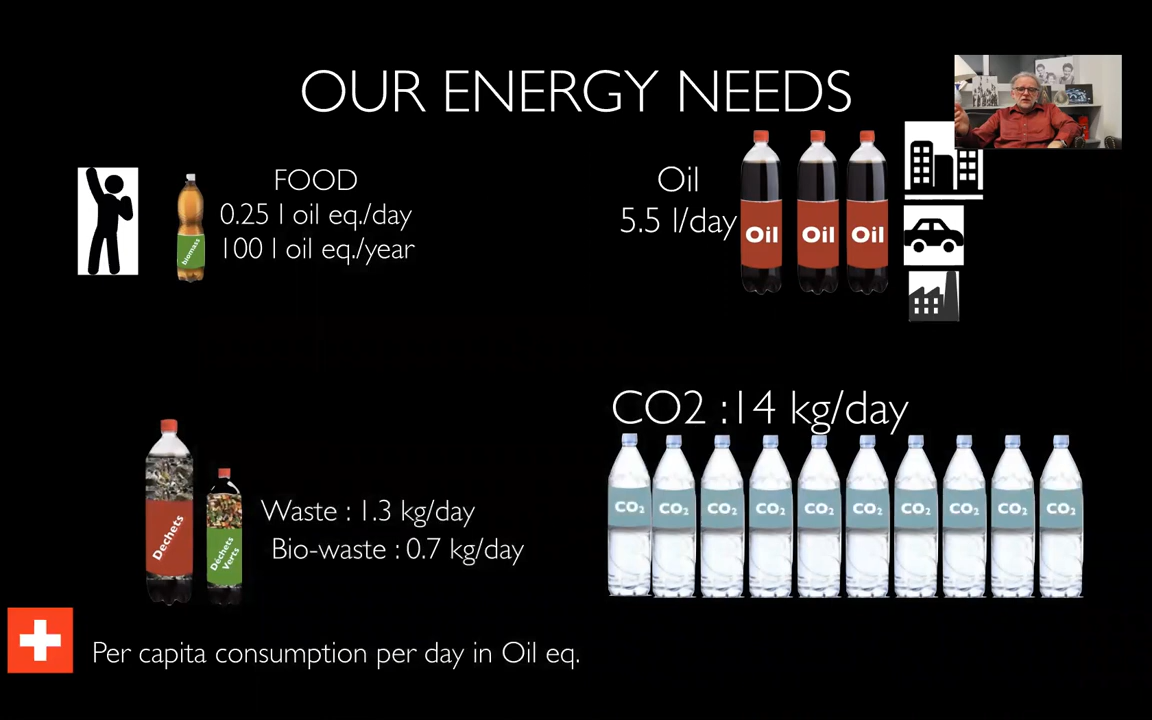 OUR ENERGY NEEDS
FOOD
0.25 l oil eq./day
100 l oil eq./year
biomass
Oil
5.5 l/day
Oil
Oil
Oil
CO2 :14 kg/day
CO₂
CO₂
CO₂
CO₂
CO₂
CO₂
CO₂
CO₂
CO₂
CO₂
Dechets
Déchets
Verts
Waste : 1.3 kg/day
Bio-waste : 0.7 kg/day
Per capita consumption per day in Oil eq.